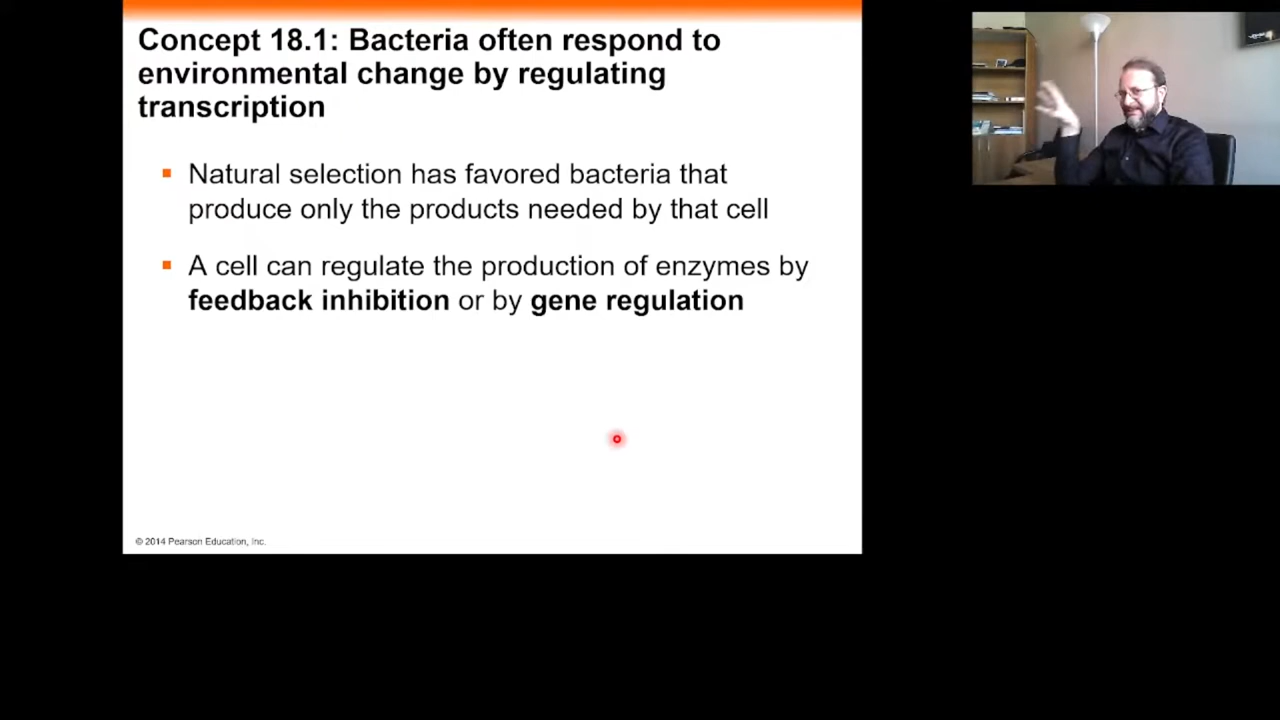 Concept 18.1: Bacteria often respond to
environmental change by regulating
transcription
▪ Natural selection has favored bacteria that
produce only the products needed by that cell
▪ A cell can regulate the production of enzymes by
feedback inhibition or by gene regulation
© 2014 Pearson Education, Inc.